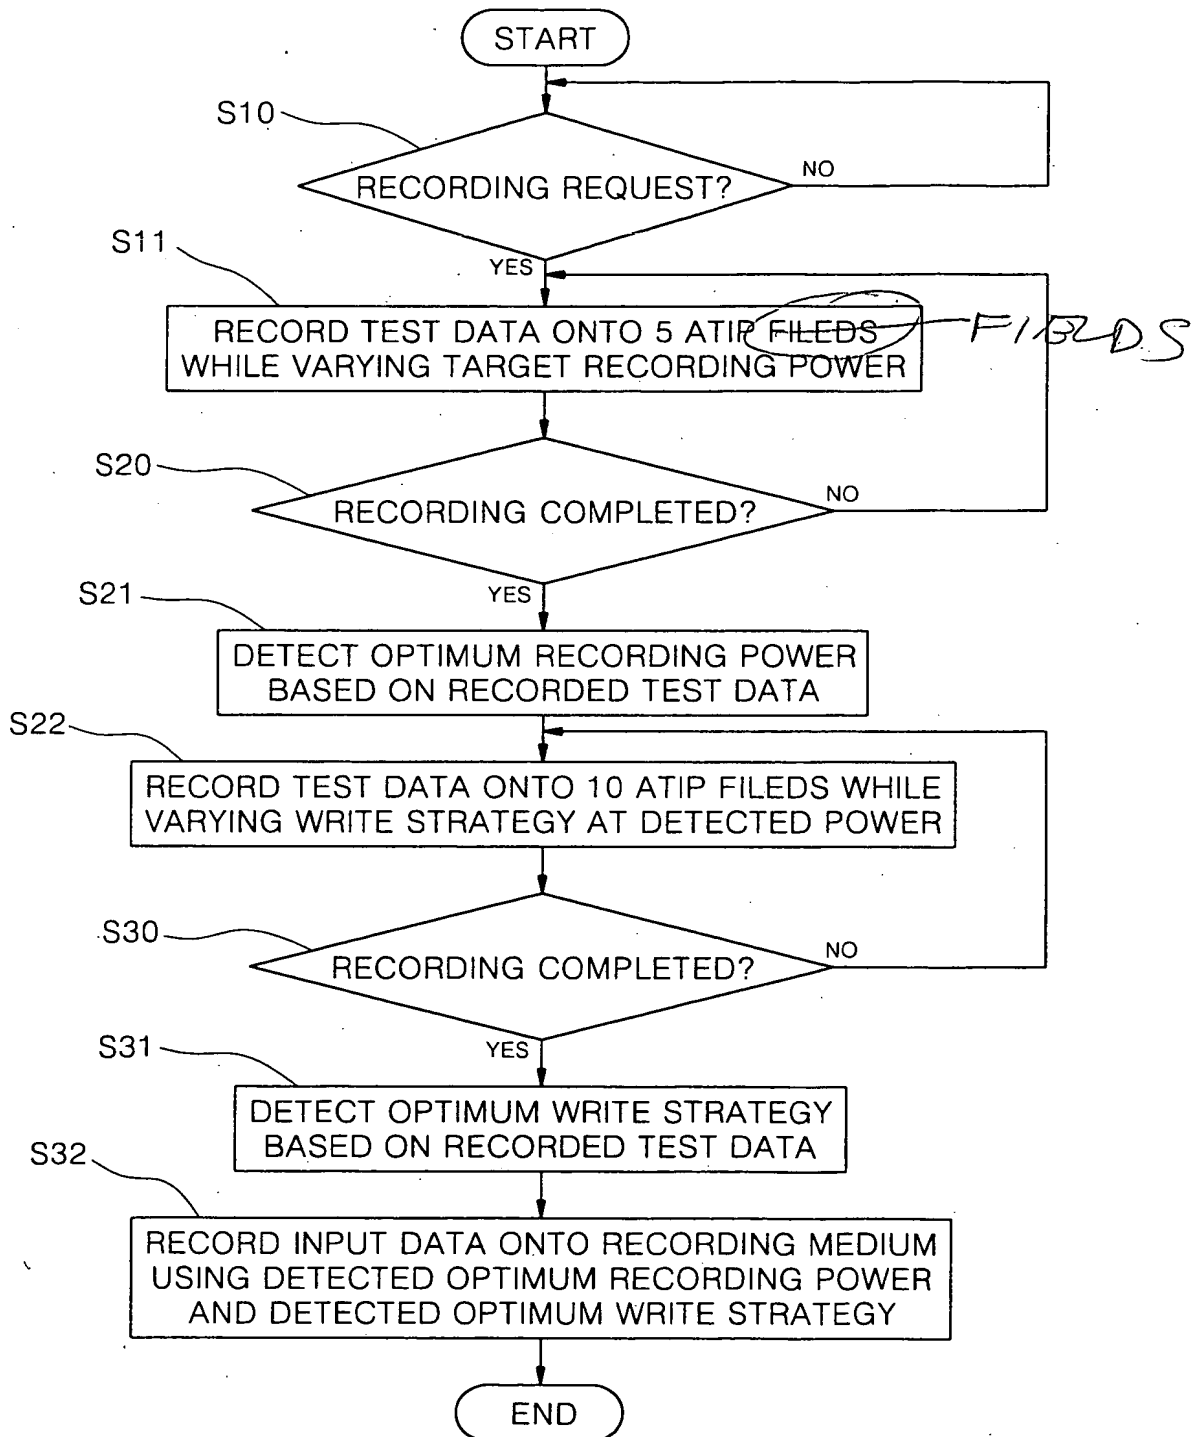 START
S10
RECORDING REQUEST?
NO
YES
S11
RECORD TEST DATA ONTO 5 ATIP FILEDS
FIELDS
WHILE VARYING TARGET RECORDING POWER
S20
RECORDING COMPLETED?
NO
YES
S21
DETECT OPTIMUM RECORDING POWER
BASED ON RECORDED TEST DATA
S22
RECORD TEST DATA ONTO 10 ATIP FILEDS WHILE
VARYING WRITE STRATEGY AT DETECTED POWER
S30
RECORDING COMPLETED?
NO
YES
S31
DETECT OPTIMUM WRITE STRATEGY
BASED ON RECORDED TEST DATA
S32
RECORD INPUT DATA ONTO RECORDING MEDIUM
USING DETECTED OPTIMUM RECORDING POWER
AND DETECTED OPTIMUM WRITE STRATEGY
END